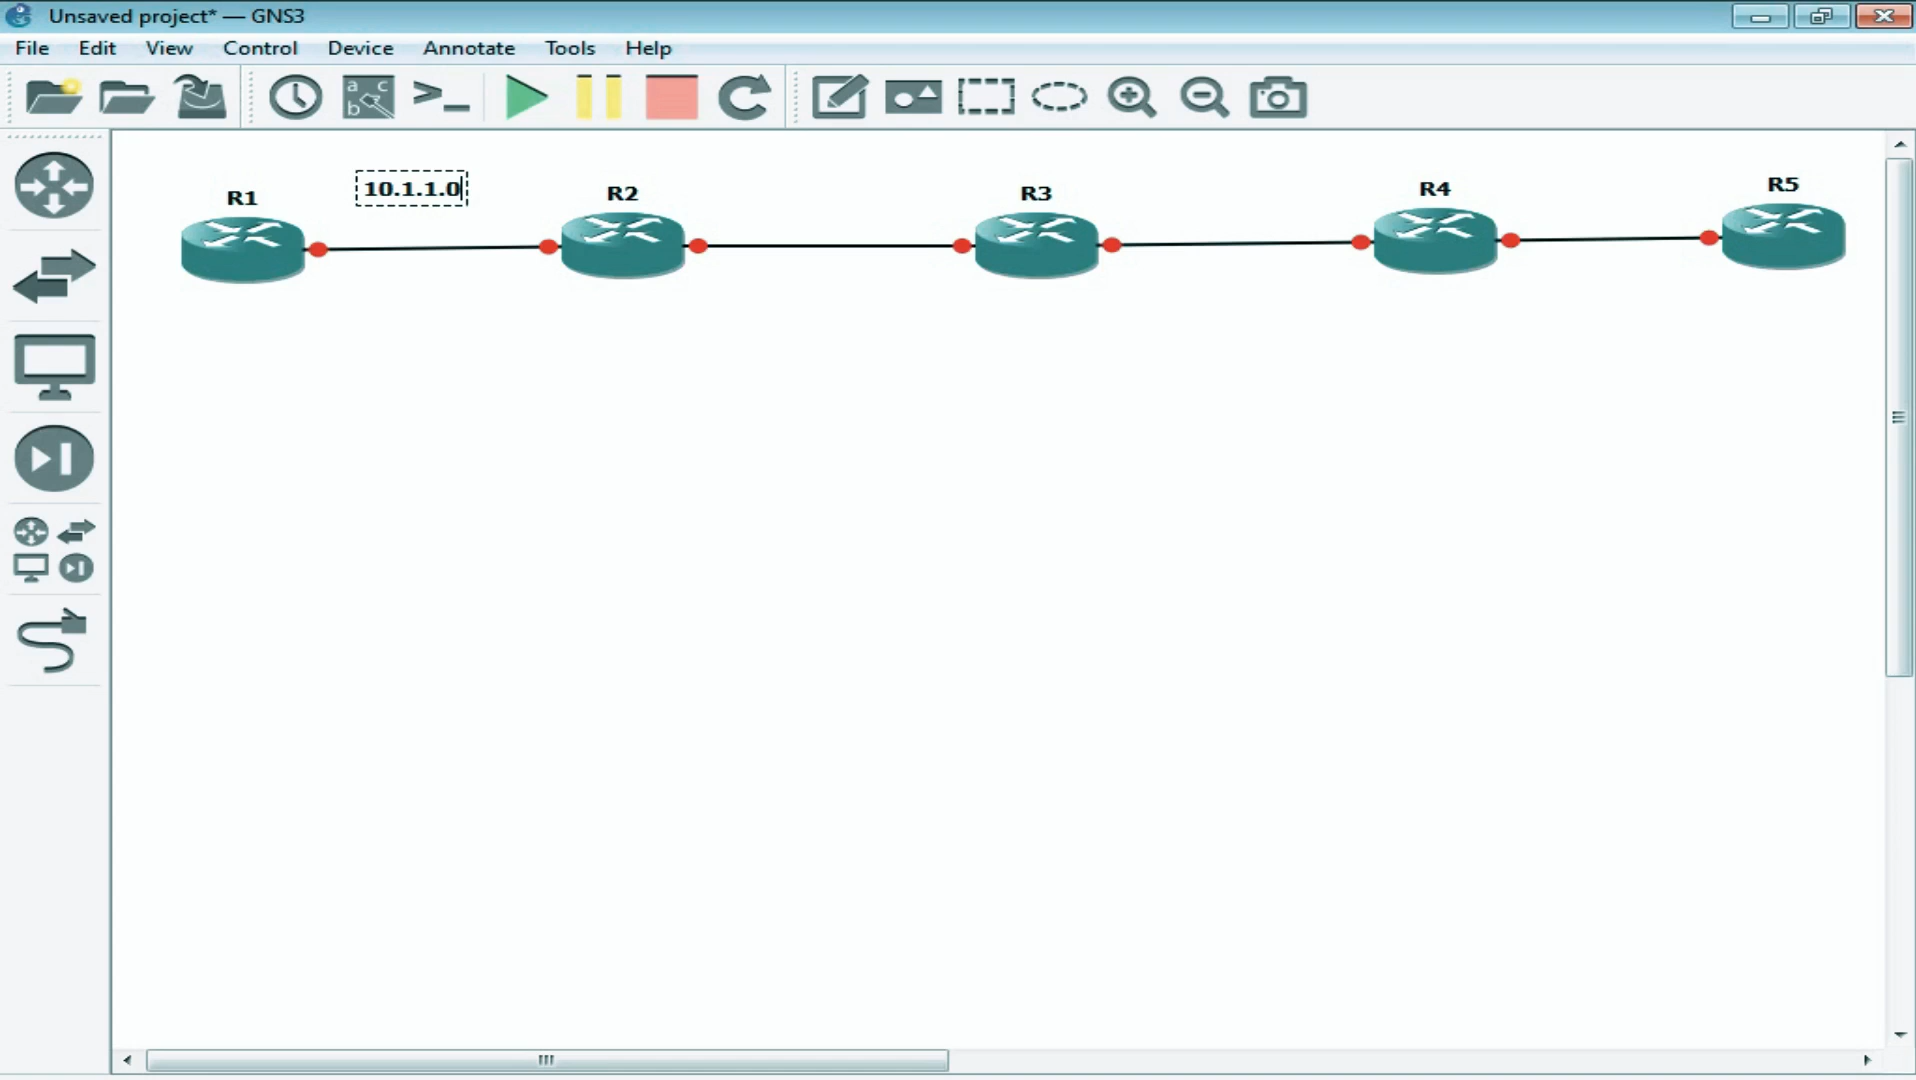 Unsaved project* — GNS3
File Edit View Control Device Annotate Tools Help
a c
b
>_
R1
10.1.1.0
R2
R3
R4
R5